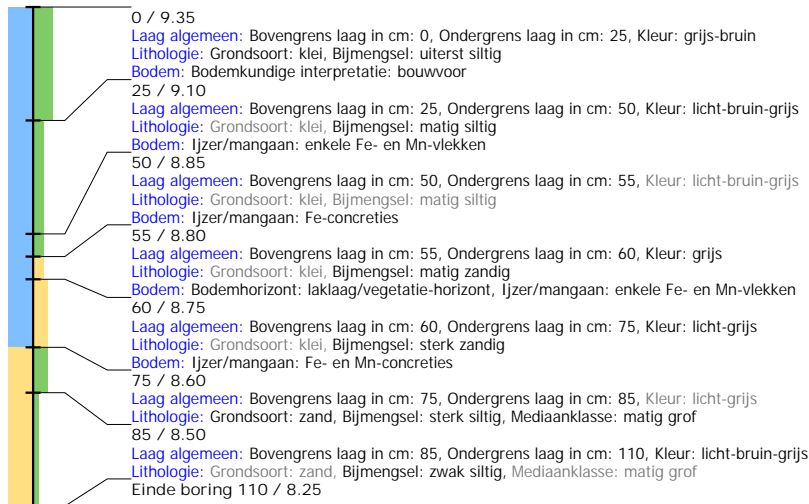 0 / 9.35
Laag algemeen: Bovengrens laag in cm: 0, Ondergrens laag in cm: 25, Kleur: grijs-bruin
Lithologie: Grondsoort: klei, Bijmengsel: uiterst siltig
Bodem: Bodemkundige interpretatie: bouwvoor
25 / 9.10
Laag algemeen: Bovengrens laag in cm: 25, Ondergrens laag in cm: 50, Kleur: licht-bruin-grijs
Lithologie: Grondsoort: klei, Bijmengsel: matig siltig
Bodem: Ijzer/mangaan: enkele Fe- en Mn-vlekken
50 / 8.85
Laag algemeen: Bovengrens laag in cm: 50, Ondergrens laag in cm: 55, Kleur: licht-bruin-grijs
Lithologie: Grondsoort: klei, Bijmengsel: matig siltig
Bodem: Ijzer/mangaan: Fe-concreties
55 / 8.80
Laag algemeen: Bovengrens laag in cm: 55, Ondergrens laag in cm: 60, Kleur: grijs
Lithologie: Grondsoort: klei, Bijmengsel: matig zandig
Bodem: Bodemhorizont: laklaag/vegetatie-horizont, Ijzer/mangaan: enkele Fe- en Mn-vlekken
60 / 8.75
Laag algemeen: Bovengrens laag in cm: 60, Ondergrens laag in cm: 75, Kleur: licht-grijs
Lithologie: Grondsoort: klei, Bijmengsel: sterk zandig
Bodem: Ijzer/mangaan: Fe- en Mn-concreties
75 / 8.60
Laag algemeen: Bovengrens laag in cm: 75, Ondergrens laag in cm: 85, Kleur: licht-grijs
Lithologie: Grondsoort: zand, Bijmengsel: sterk siltig, Mediaanklasse: matig grof
85 / 8.50
Laag algemeen: Bovengrens laag in cm: 85, Ondergrens laag in cm: 110, Kleur: licht-bruin-grijs
Lithologie: Grondsoort: zand, Bijmengsel: zwak siltig, Mediaanklasse: matig grof
Einde boring 110 / 8.25